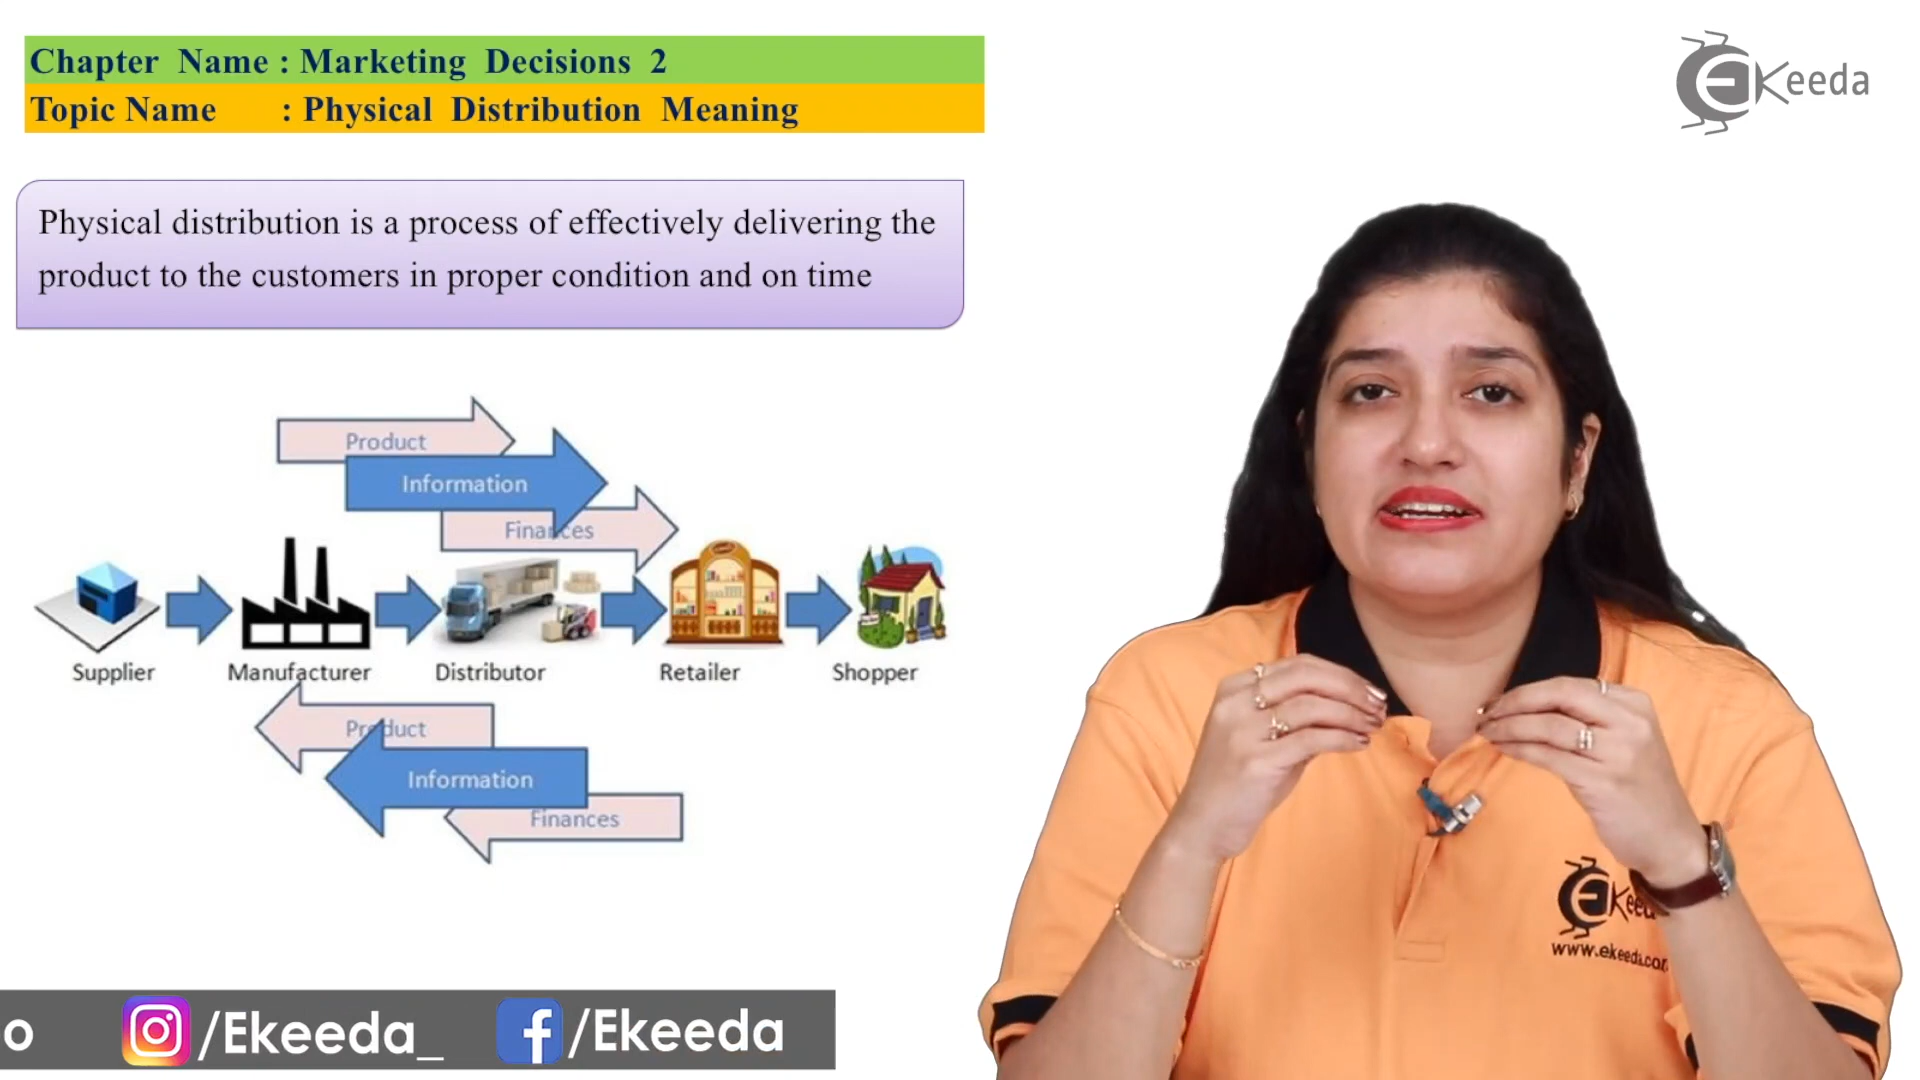 Chapter Name : Marketing Decisions 2
Topic Name : Physical Distribution Meaning
Keeda
Physical distribution is a process of effectively delivering the
product to the customers in proper condition and on time
Product
Information
Finances
Supplier
Manufacturer
Distributor
Retailer
Shopper
Product
Information
Finances
www.ekeeda.com
o /Ekeeda_ /Ekeeda